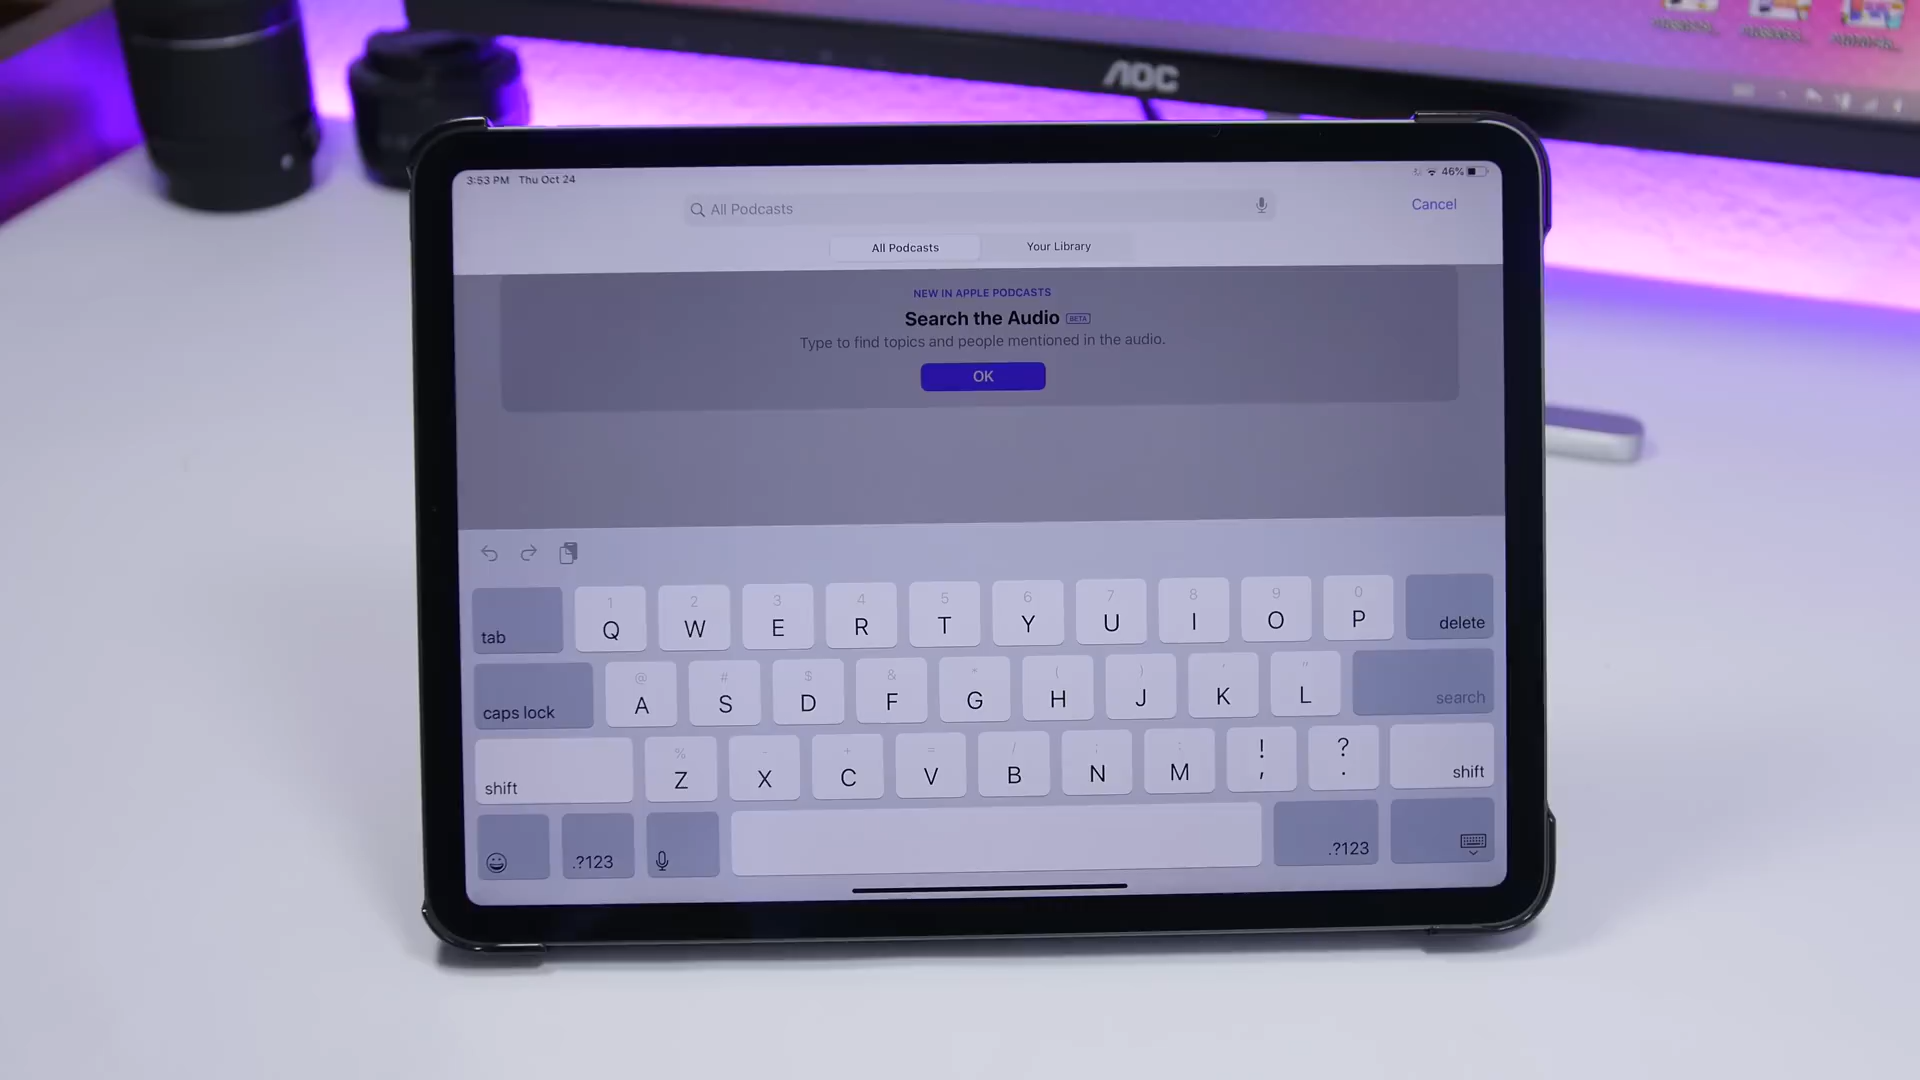 AOC
3:53 PM Thu Oct 24
46%
All Podcasts
Cancel
All Podcasts
Your Library
NEW IN APPLE PODCASTS
Search the Audio BETA
Type to find topics and people mentioned in the audio.
OK
1 2 3 4 5 6 7 8 9 0
tab Q W E R T Y U I O P delete
@ # $ & * ( ) ' "
caps lock A S D F G H J K L search
% - + = / ; : ! ?
shift Z X C V B N M , . shift
.?123 .?123